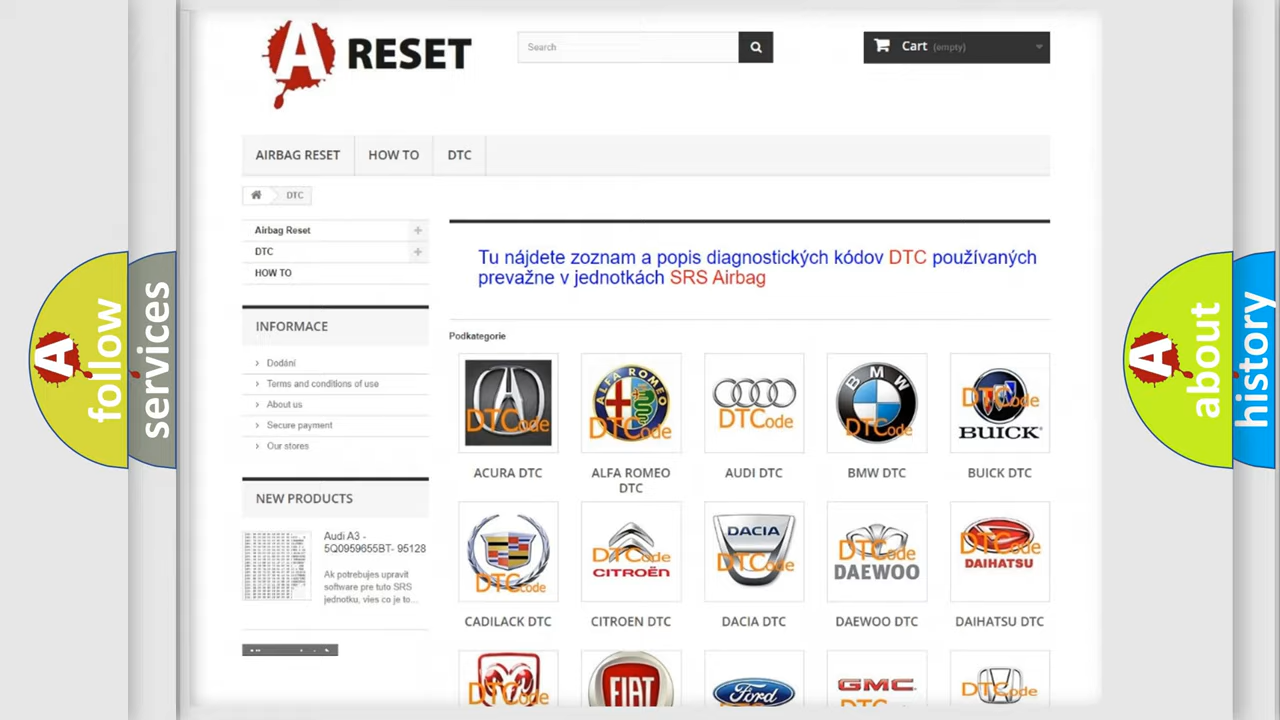 A RESET
Search
Cart (empty)
AIRBAG RESET
HOW TO
DTC
DTC
Airbag Reset
DTC
HOW TO
INFORMACE
Dodání
Terms and conditions of use
About us
Secure payment
Our stores
NEW PRODUCTS
Audi A3 -
5Q0959655BT- 95128
Ak potrebujes upravit
software pre tuto SRS
jednotku, vies co je to...
Tu nájdete zoznam a popis diagnostických kódov DTC používaných
prevažne v jednotkách SRS Airbag
Podkategorie
DTCode
ALFA ROMEO
DTCode
DTCode
BMW
DTCode
DTCode
BUICK
ACURA DTC
ALFA ROMEO
DTC
AUDI DTC
BMW DTC
BUICK DTC
DTCode
DTCode
CITROËN
DACIA
DTCode
DTCode
DAEWOO
DTCode
DAIHATSU
CADILACK DTC
CITROEN DTC
DACIA DTC
DAEWOO DTC
DAIHATSU DTC
DTCode
FIAT
Ford
GMC
DTCode
A
follow
services
A
about
history